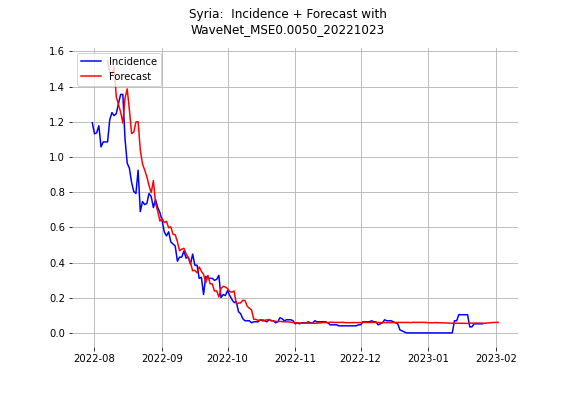 Syria:  Incidence + Forecast with
WaveNet_MSE0.0050_20221023
1.6
1.4
1.2
1.0
0.8
0.6
0.4
0.2
0.0
Incidence
Forecast
2022-08 2022-09 2022-10 2022-11 2022-12 2023-01 2023-02